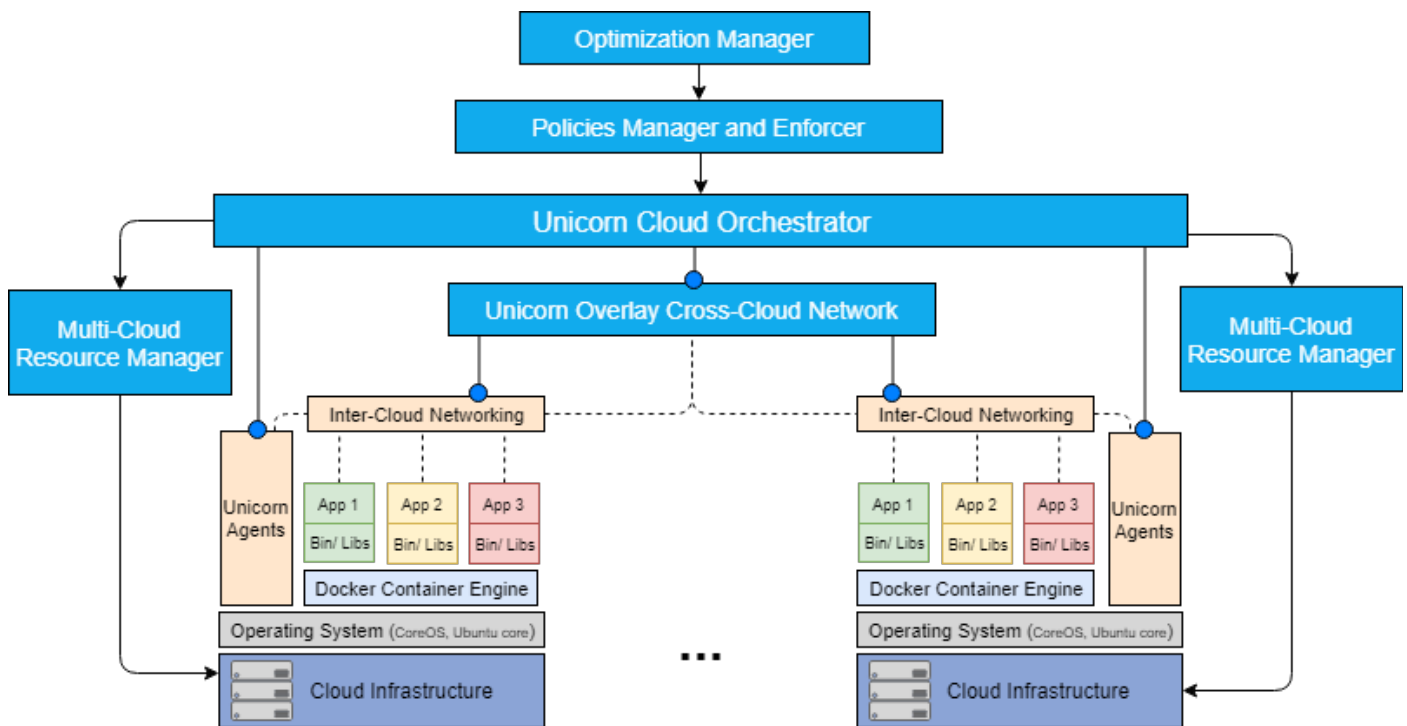 Optimization Manager
Policies Manager and Enforcer
Unicorn Cloud Orchestrator
Unicorn Overlay Cross-Cloud Network
Multi-Cloud
Resource Manager
Multi-Cloud
Resource Manager
Inter-Cloud Networking
Inter-Cloud Networking
Unicorn
Agents
App 1
App 2
App 3
Bin/ Libs
Bin/ Libs
Bin/ Libs
Docker Container Engine
Operating System (CoreOS, Ubuntu core)
Cloud Infrastructure
...
App 1
App 2
App 3
Bin/ Libs
Bin/ Libs
Bin/ Libs
Unicorn
Agents
Docker Container Engine
Operating System (CoreOS, Ubuntu core)
Cloud Infrastructure